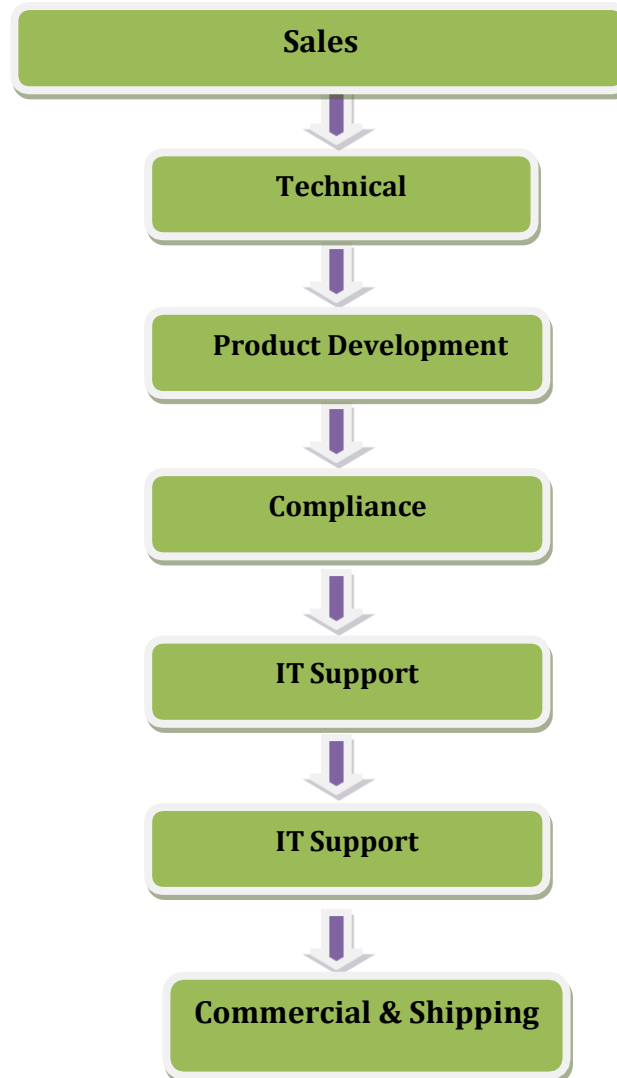 Sales
Technical
Product Development
Compliance
IT Support
IT Support
Commercial & Shipping